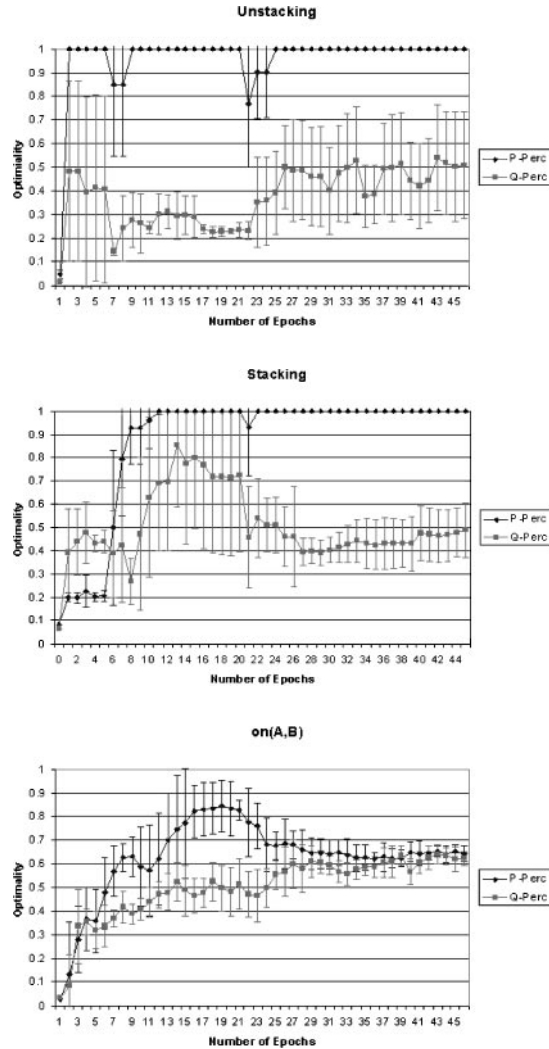 Unstacking
1
0.9
0.8
0.7
0.6
0.5
0.4
0.3
0.2
0.1
0
Optimality
1 3 5 7 9 11 13 15 17 19 21 23 25 27 29 31 33 35 37 39 41 43 45
Number of Epochs
P-Perc
Q-Perc
Stacking
1
0.9
0.8
0.7
0.6
0.5
0.4
0.3
0.2
0.1
0
Optimality
0 2 4 6 8 10 12 14 16 18 20 22 24 26 28 30 32 34 36 38 40 42 44
Number of Epochs
P-Perc
Q-Perc
on(A,B)
1
0.9
0.8
0.7
0.6
0.5
0.4
0.3
0.2
0.1
0
Optimality
1 3 5 7 9 11 13 15 17 19 21 23 25 27 29 31 33 35 37 39 41 43 45
Number of Epochs
P-Perc
Q-Perc